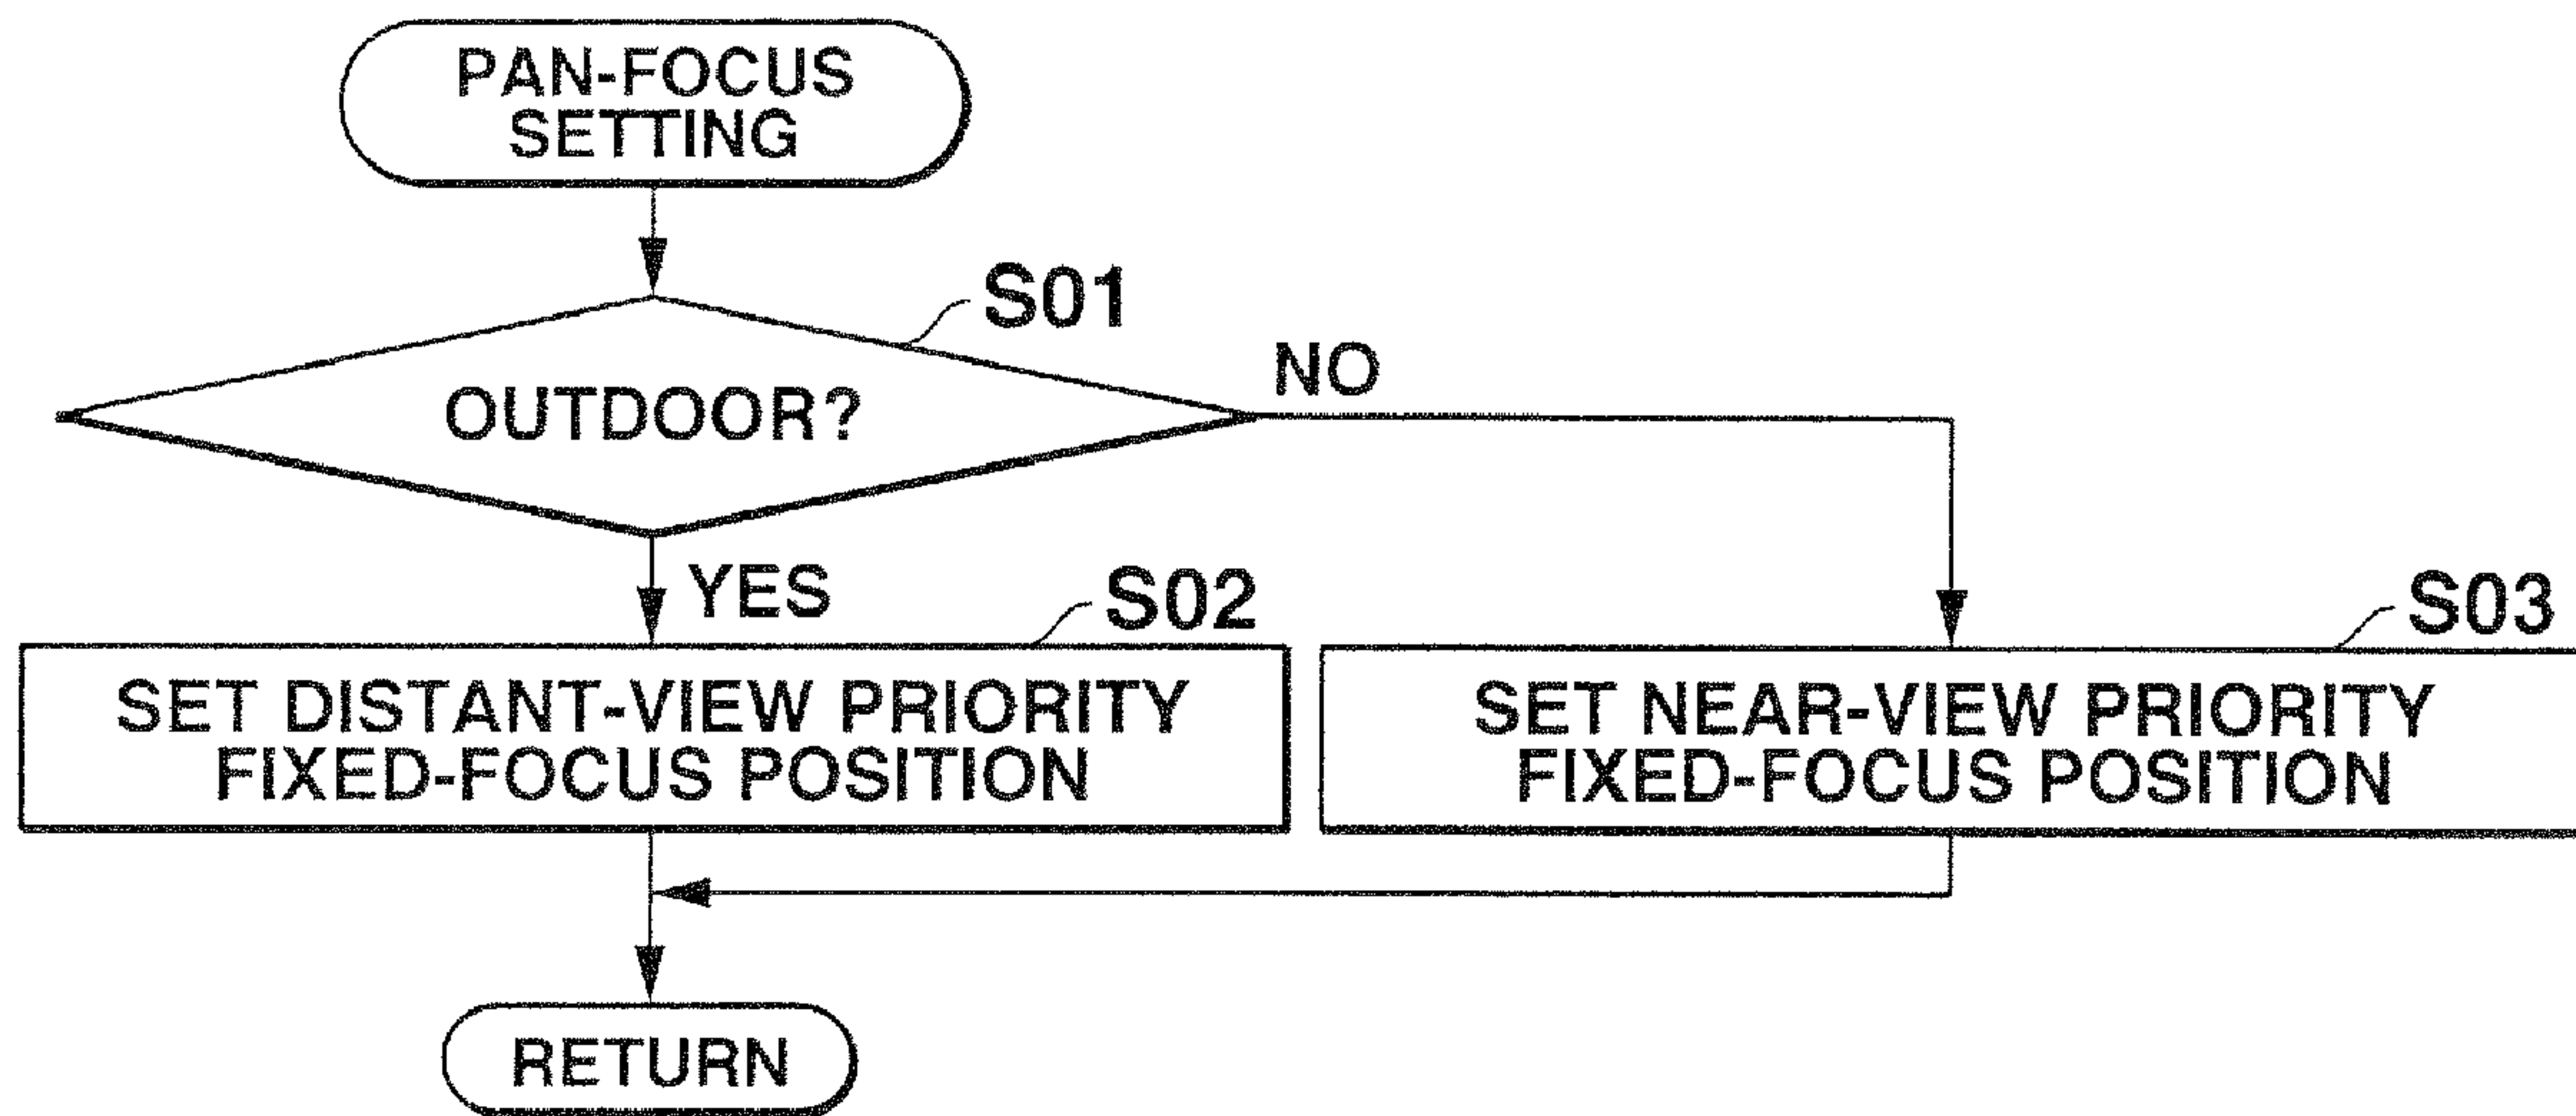 PAN-FOCUS
SETTING
S01
OUTDOOR?
NO
YES
S02
SET DISTANT-VIEW PRIORITY
FIXED-FOCUS POSITION
S03
SET NEAR-VIEW PRIORITY
FIXED-FOCUS POSITION
RETURN